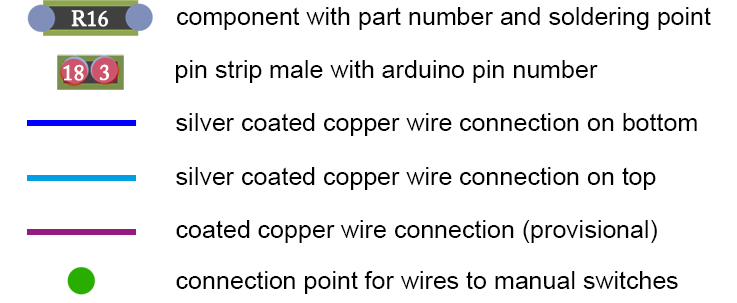 R16 component with part number and soldering point
18 3 pin strip male with arduino pin number
silver coated copper wire connection on bottom
silver coated copper wire connection on top
coated copper wire connection (provisional)
connection point for wires to manual switches